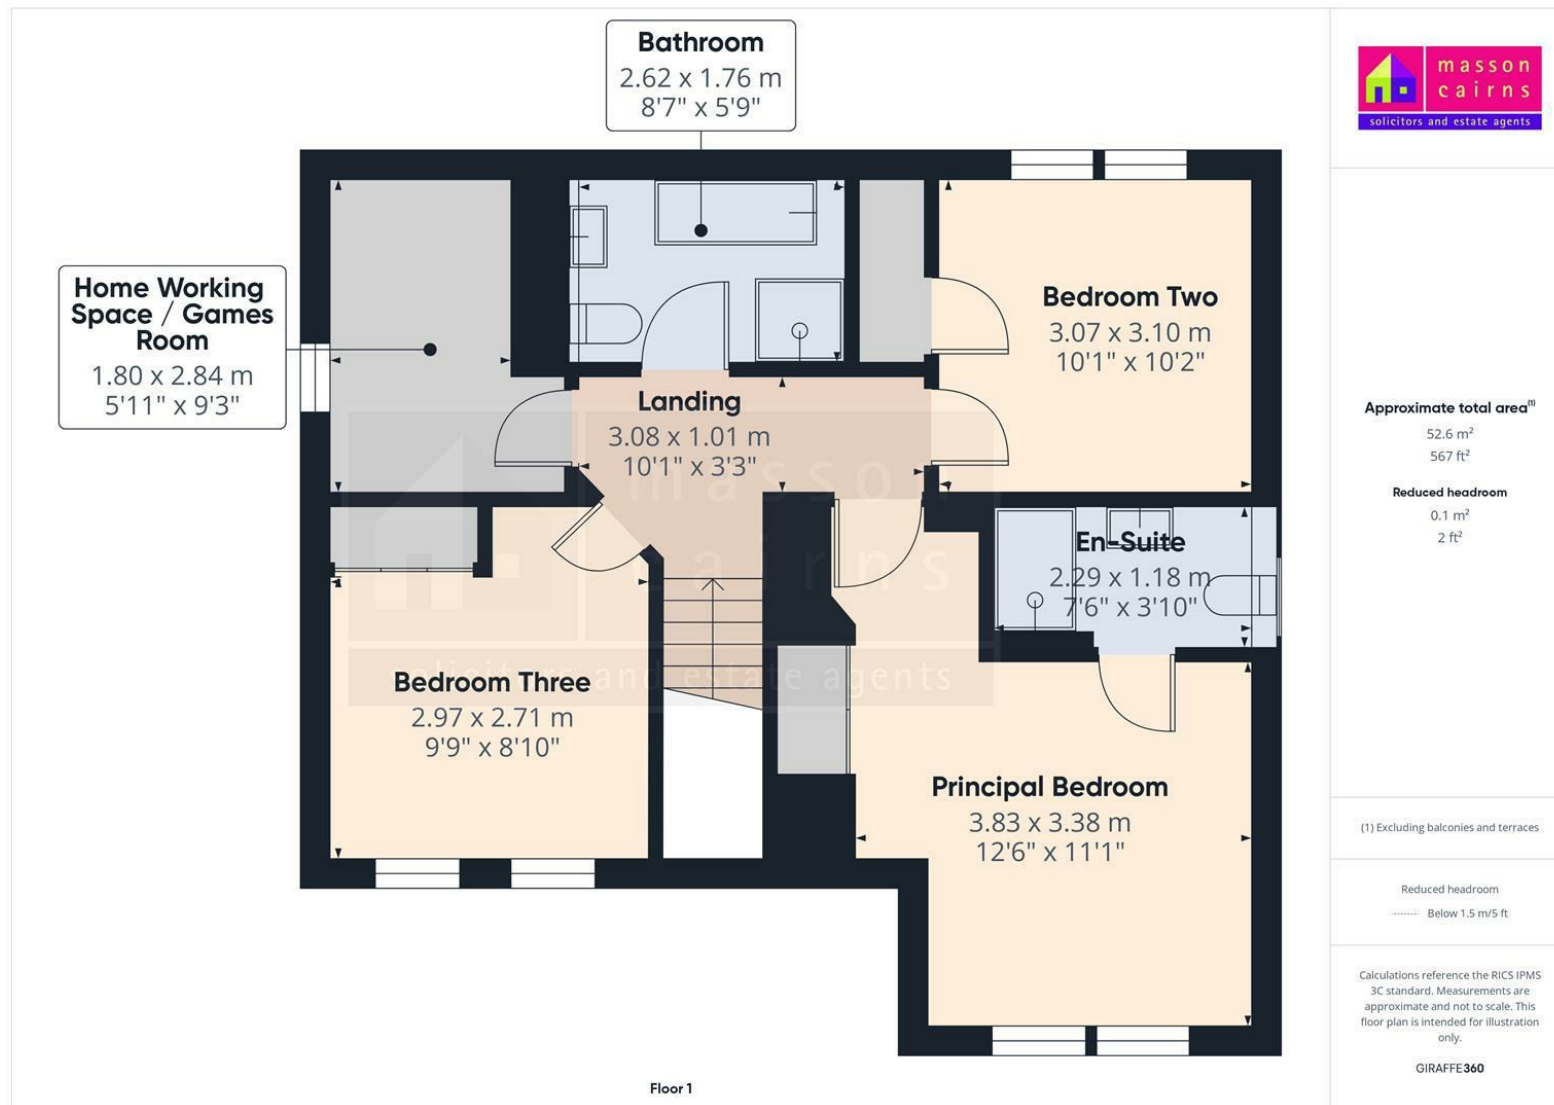 Bathroom
2.62 x 1.76 m
8'7" x 5'9"
Home Working
Space / Games
Room
1.80 x 2.84 m
5'11" x 9'3"
Landing
3.08 x 1.01 m
10'1" x 3'3"
Bedroom Two
3.07 x 3.10 m
10'1" x 10'2"
En-Suite
2.29 x 1.18 m
7'6" x 3'10"
Bedroom Three
2.97 x 2.71 m
9'9" x 8'10"
Principal Bedroom
3.83 x 3.38 m
12'6" x 11'1"
masson
cairns
solicitors and estate agents
Floor 1
masson
cairns
solicitors and estate agents
Approximate total area⁽¹⁾
52.6 m²
567 ft²
Reduced headroom
0.1 m²
2 ft²
(1) Excluding balconies and terraces
Reduced headroom
Below 1.5 m/5 ft
Calculations reference the RICS IPMS
3C standard. Measurements are
approximate and not to scale. This
floor plan is intended for illustration
only.
GIRAFFE360